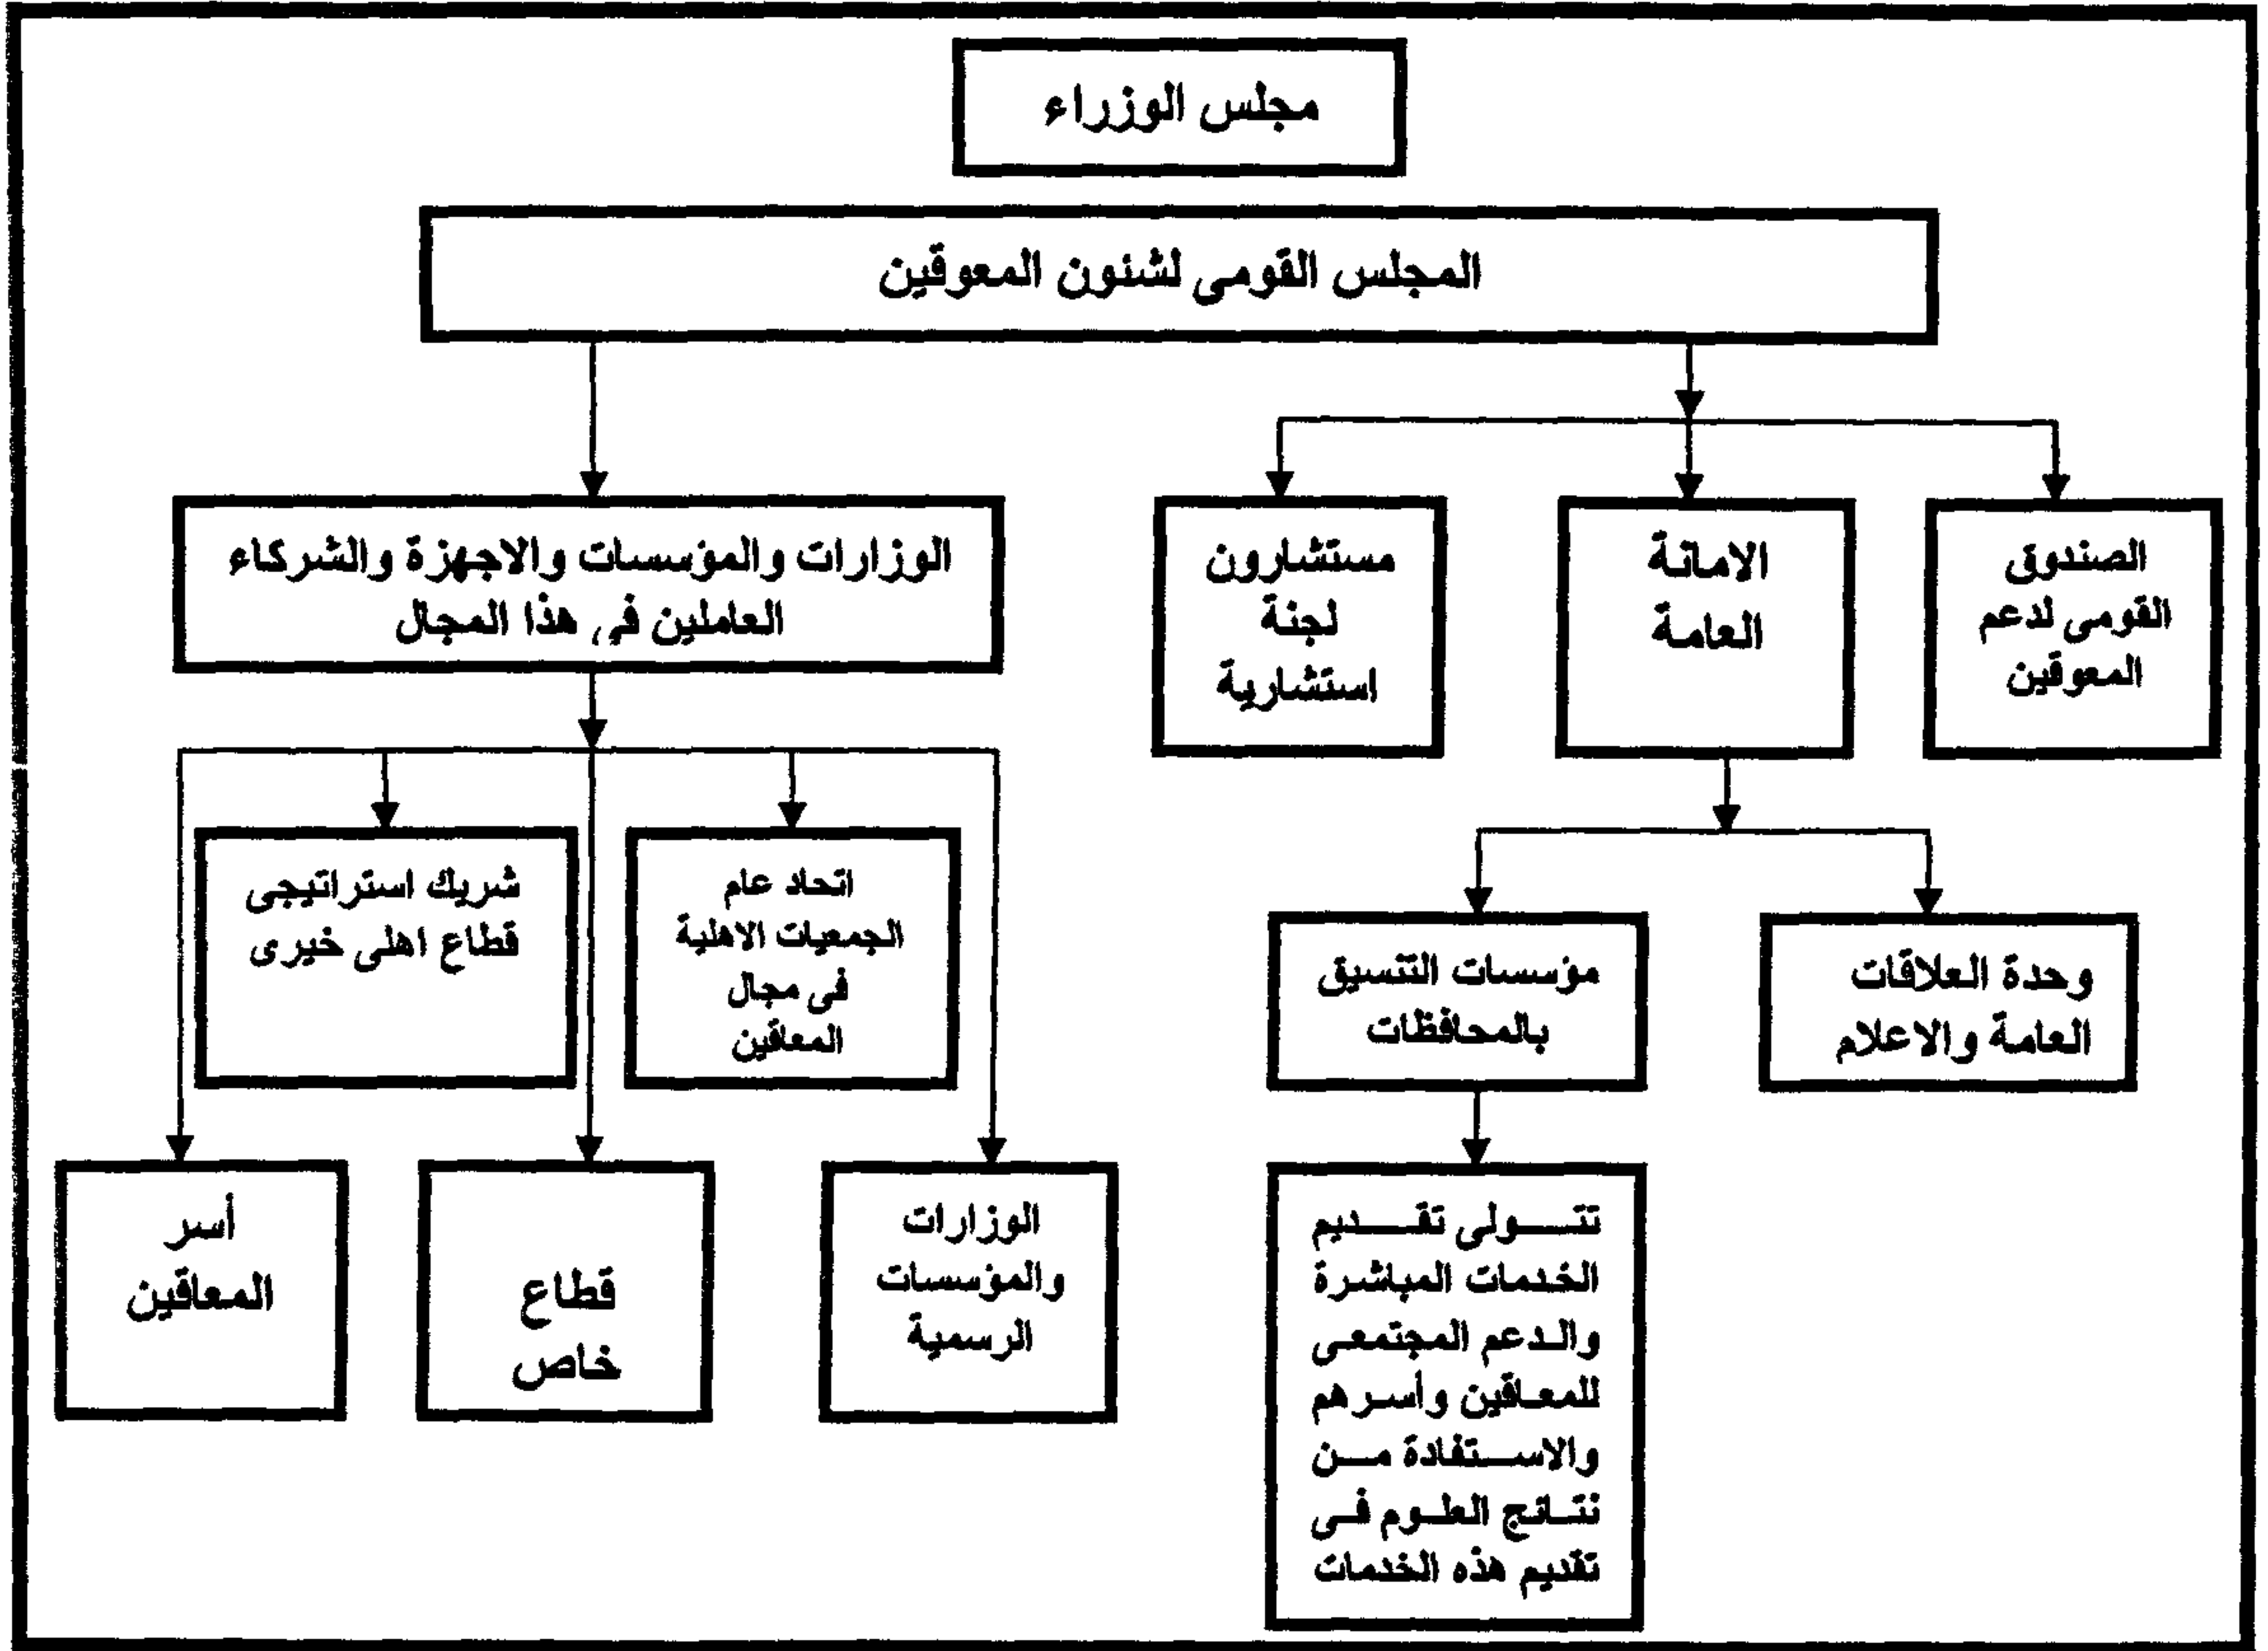 مجلس الوزراء
المجلس القومى لشئون المعوقين
الصندوق
القومى لدعم
المعوقين
الامانة
العامة
مستشارون
لجنة
استشارية
الوزارات والمؤسسات والاجهزة والشركاء
العاملين فى هذا المجال
وحدة العلاقات
العامة والاعلام
مؤسسات التنسيق
بالمحافظات
اتحاد عام
الجمعيات الاهلية
فى مجال
المعاقين
شريك استراتيجى
قطاع اهلى خيرى
تتولى تقديم
الخدمات المباشرة
والدعم المجتمعى
للمعاقين وأسرهم
والاستفادة من
نتائج العلوم فى
تقديم هذه الخدمات
الوزارات
والمؤسسات
الرسمية
قطاع
خاص
أسر
المعاقين